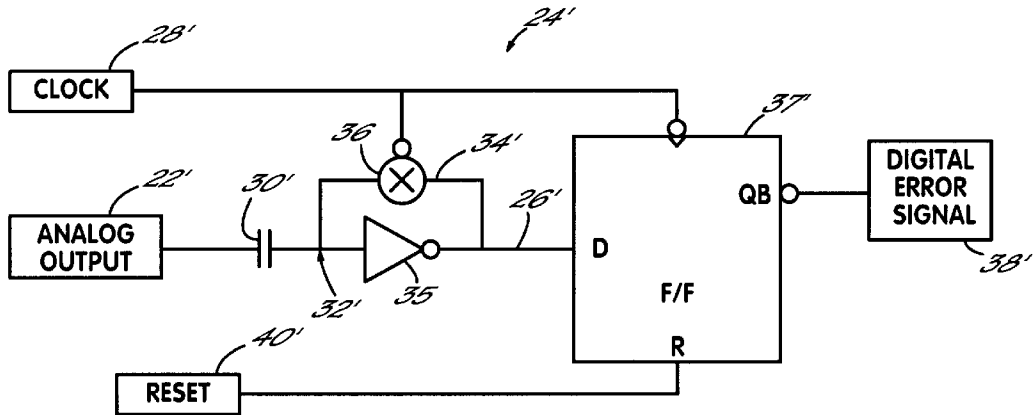 28'
24'
CLOCK
37'
36
34'
22'
30'
26'
DIGITAL
ERROR
SIGNAL
QB
ANALOG
OUTPUT
D
38'
35
32'
F/F
40'
R
RESET